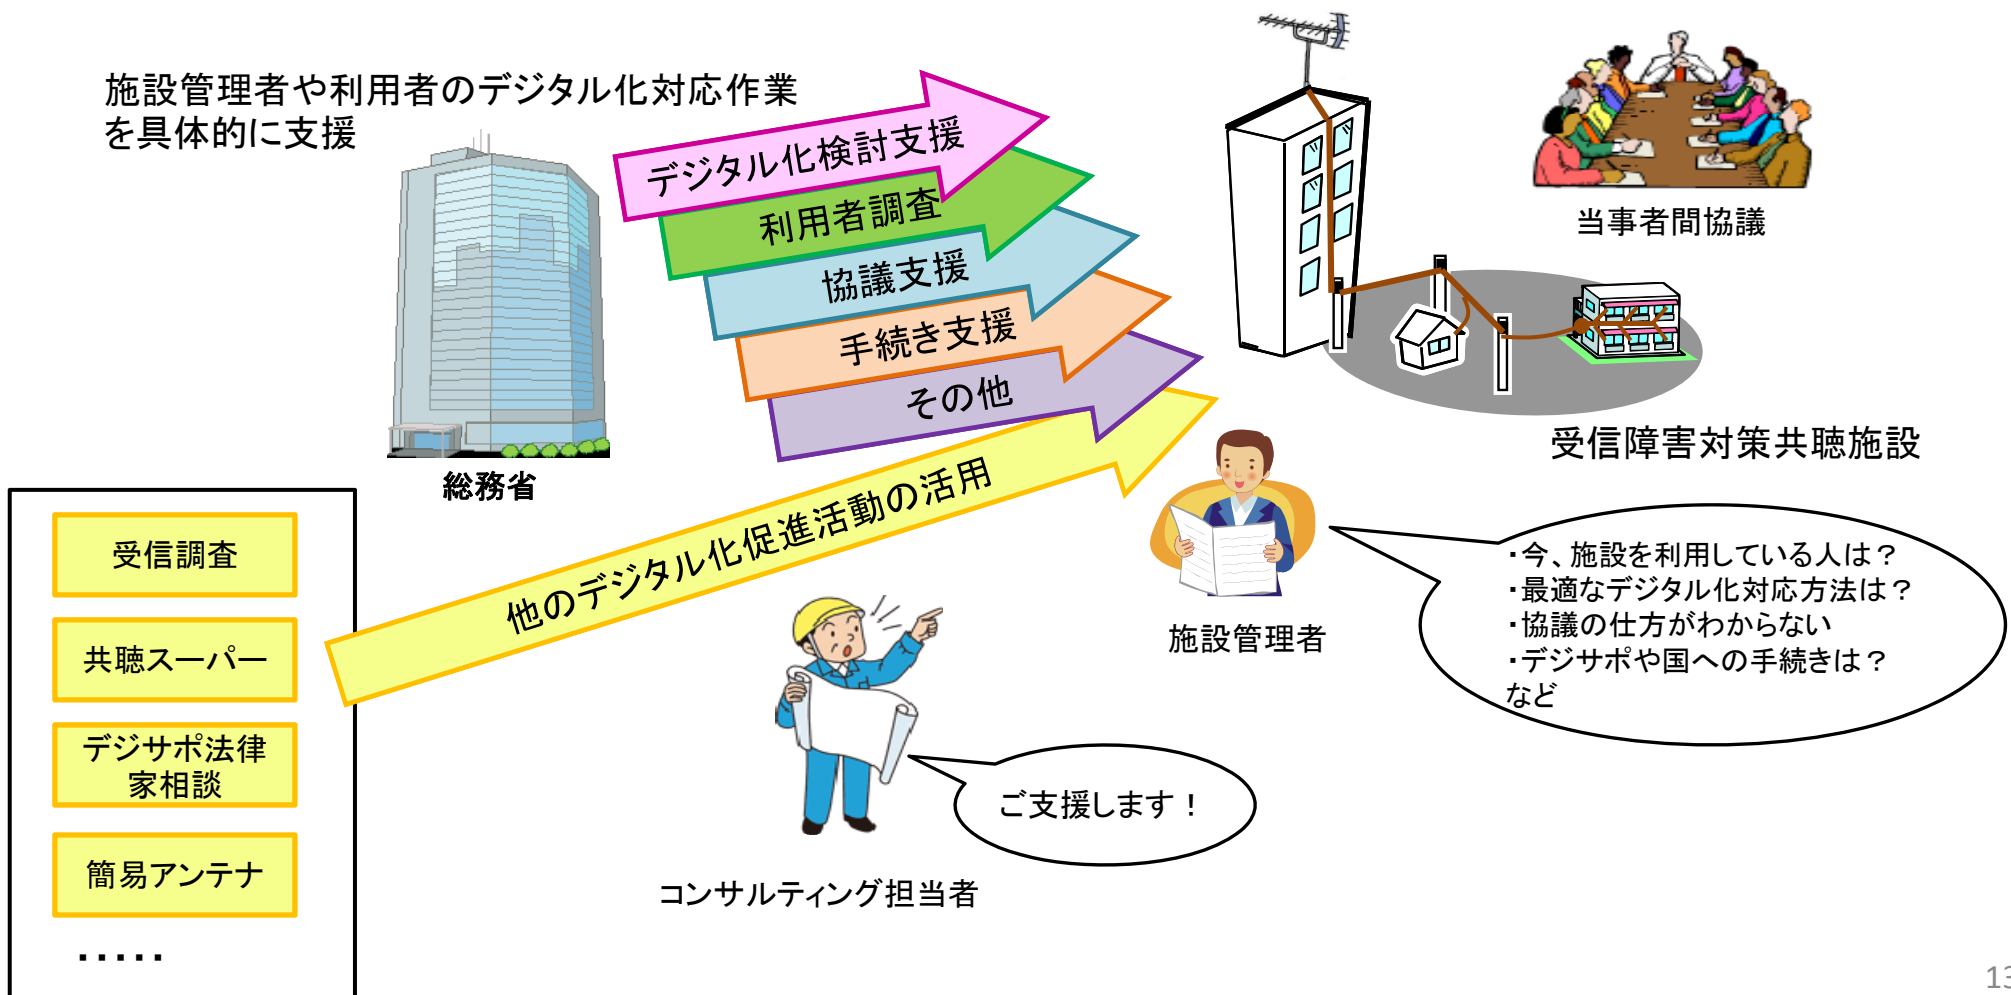 施設管理者や利用者のデジタル化対応作業
を具体的に支援
デジタル化検討支援
利用者調査
協議支援
手続き支援
その他
他のデジタル化促進活動の活用
総務省
当事者間協議
受信障害対策共聴施設
受信調査
共聴スーパー
デジサポ法律
家相談
簡易アンテナ
・・・・・
施設管理者
・今、施設を利用している人は？
・最適なデジタル化対応方法は？
・協議の仕方がわからない
・デジサポや国への手続きは？
など
ご支援します！
コンサルティング担当者
13